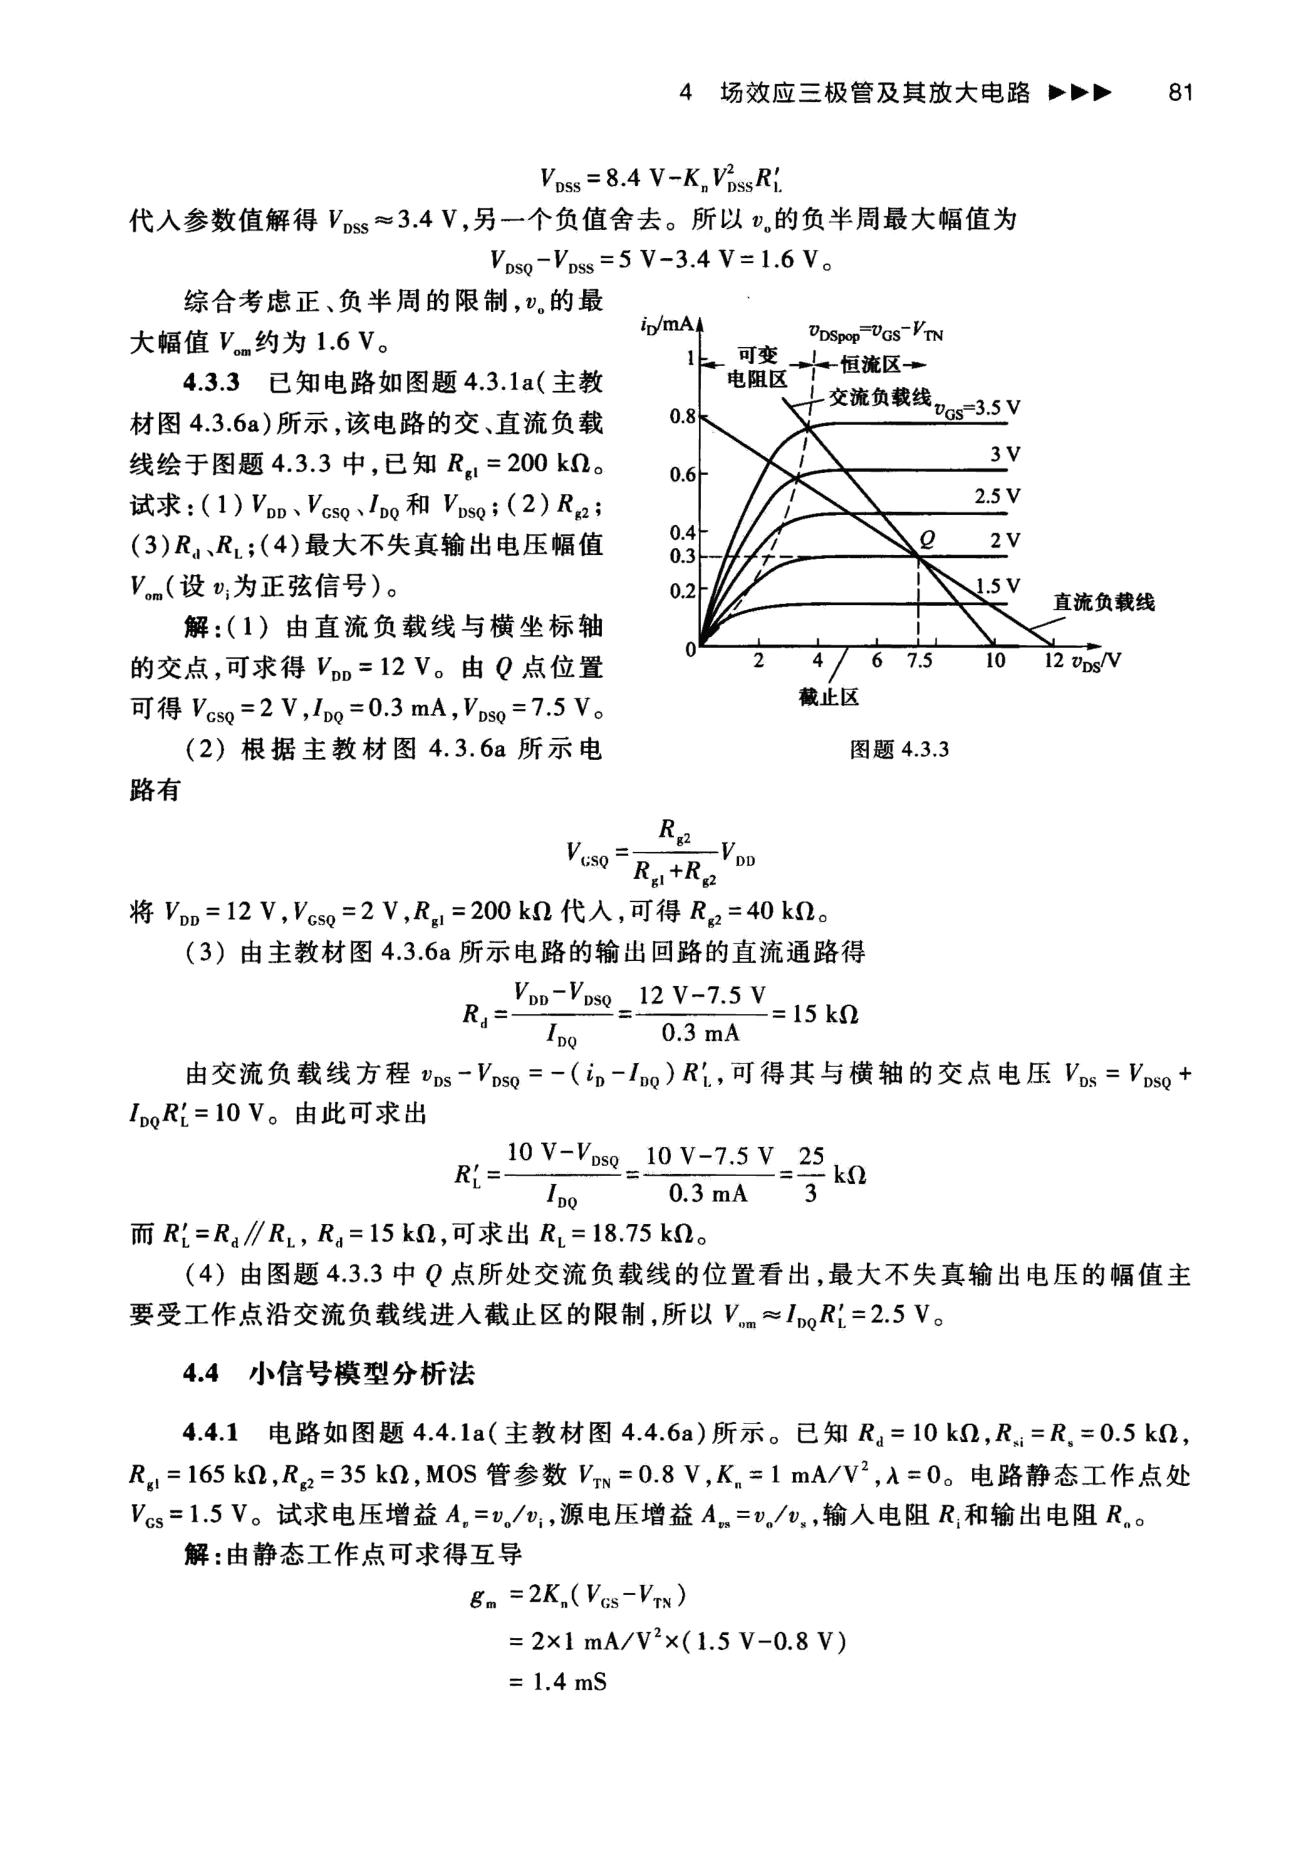 4 场效应三极管及其放大电路 ▶▶▶ 81
V_DSS = 8.4 V-K_n V²_DSS R'_L
代入参数值解得 V_DSS ≈3.4 V,另一个负值舍去。所以 v_o的负半周最大幅值为
V_DSQ-V_DSS = 5 V-3.4 V = 1.6 V。
综合考虑正、负半周的限制,v_o的最
大幅值 V_om约为 1.6 V。
4.3.3 已知电路如图题 4.3.1a(主教
材图 4.3.6a)所示,该电路的交、直流负载
线绘于图题 4.3.3 中,已知 R_g1 = 200 kΩ。
试求:(1) V_DD、V_GSQ、I_DQ 和 V_DSQ;(2) R_g2;
(3)R_d、R_L;(4)最大不失真输出电压幅值
V_om(设 v_i为正弦信号)。
解:(1) 由直流负载线与横坐标轴
的交点,可求得 V_DD = 12 V。由 Q 点位置
可得 V_GSQ = 2 V,I_DQ = 0.3 mA,V_DSQ = 7.5 V。
(2) 根据主教材图 4.3.6a 所示电
路有
i_D/mA
v_DSpop=v_GS-V_TN
1
可变
电阻区
恒流区
交流负载线
v_GS=3.5 V
0.8
3 V
0.6
2.5 V
0.4
Q
2 V
0.3
0.2
1.5 V
直流负载线
0
2 4 6 7.5 10 12 v_DS/V
截止区
图题 4.3.3
V_GSQ = R_g2/(R_g1+R_g2) V_DD
将 V_DD = 12 V,V_GSQ = 2 V,R_g1 = 200 kΩ 代入,可得 R_g2 = 40 kΩ。
(3) 由主教材图 4.3.6a 所示电路的输出回路的直流通路得
R_d = (V_DD-V_DSQ)/I_DQ = (12 V-7.5 V)/(0.3 mA) = 15 kΩ
由交流负载线方程 v_DS-V_DSQ = -(i_D-I_DQ)R'_L,可得其与横轴的交点电压 V_DS = V_DSQ +
I_DQ R'_L = 10 V。由此可求出
R'_L = (10 V-V_DSQ)/I_DQ = (10 V-7.5 V)/(0.3 mA) = 25/3 kΩ
而 R'_L = R_d∥R_L, R_d = 15 kΩ,可求出 R_L = 18.75 kΩ。
(4) 由图题 4.3.3 中 Q 点所处交流负载线的位置看出,最大不失真输出电压的幅值主
要受工作点沿交流负载线进入截止区的限制,所以 V_om ≈ I_DQ R'_L = 2.5 V。
4.4 小信号模型分析法
4.4.1 电路如图题 4.4.1a(主教材图 4.4.6a)所示。已知 R_d = 10 kΩ,R_si = R_s = 0.5 kΩ,
R_g1 = 165 kΩ,R_g2 = 35 kΩ,MOS 管参数 V_TN = 0.8 V,K_n = 1 mA/V²,λ = 0。电路静态工作点处
V_GS = 1.5 V。试求电压增益 A_v = v_o/v_i,源电压增益 A_vs = v_o/v_s,输入电阻 R_i和输出电阻 R_o。
解:由静态工作点可求得互导
g_m = 2K_n(V_GS-V_TN)
= 2×1 mA/V²×(1.5 V-0.8 V)
= 1.4 mS